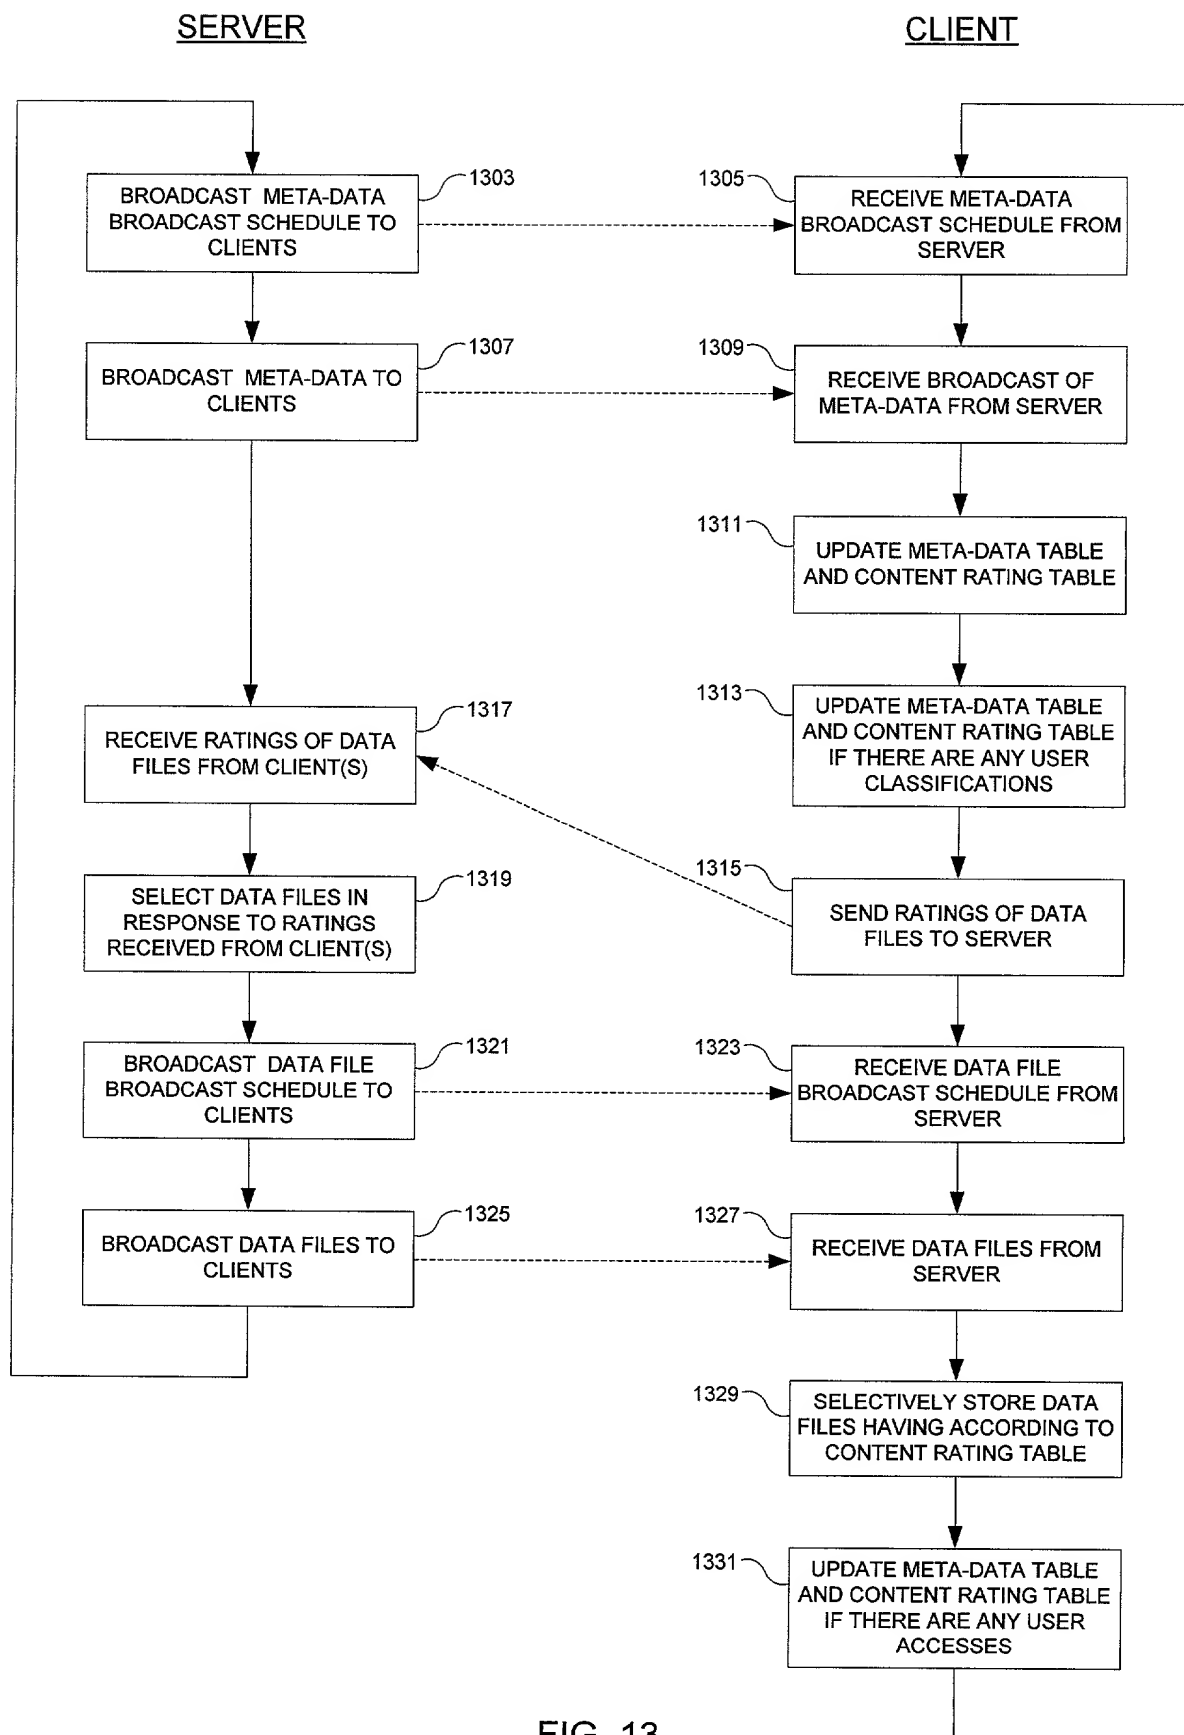 SERVER
CLIENT
1303
BROADCAST META-DATA
BROADCAST SCHEDULE TO
CLIENTS
1305
RECEIVE META-DATA
BROADCAST SCHEDULE FROM
SERVER
1307
BROADCAST META-DATA TO
CLIENTS
1309
RECEIVE BROADCAST OF
META-DATA FROM SERVER
1311
UPDATE META-DATA TABLE
AND CONTENT RATING TABLE
1313
UPDATE META-DATA TABLE
AND CONTENT RATING TABLE
IF THERE ARE ANY USER
CLASSIFICATIONS
1317
RECEIVE RATINGS OF DATA
FILES FROM CLIENT(S)
1315
SEND RATINGS OF DATA
FILES TO SERVER
1319
SELECT DATA FILES IN
RESPONSE TO RATINGS
RECEIVED FROM CLIENT(S)
1321
BROADCAST DATA FILE
BROADCAST SCHEDULE TO
CLIENTS
1323
RECEIVE DATA FILE
BROADCAST SCHEDULE FROM
SERVER
1325
BROADCAST DATA FILES TO
CLIENTS
1327
RECEIVE DATA FILES FROM
SERVER
1329
SELECTIVELY STORE DATA
FILES HAVING ACCORDING TO
CONTENT RATING TABLE
1331
UPDATE META-DATA TABLE
AND CONTENT RATING TABLE
IF THERE ARE ANY USER
ACCESSES
FIG. 13